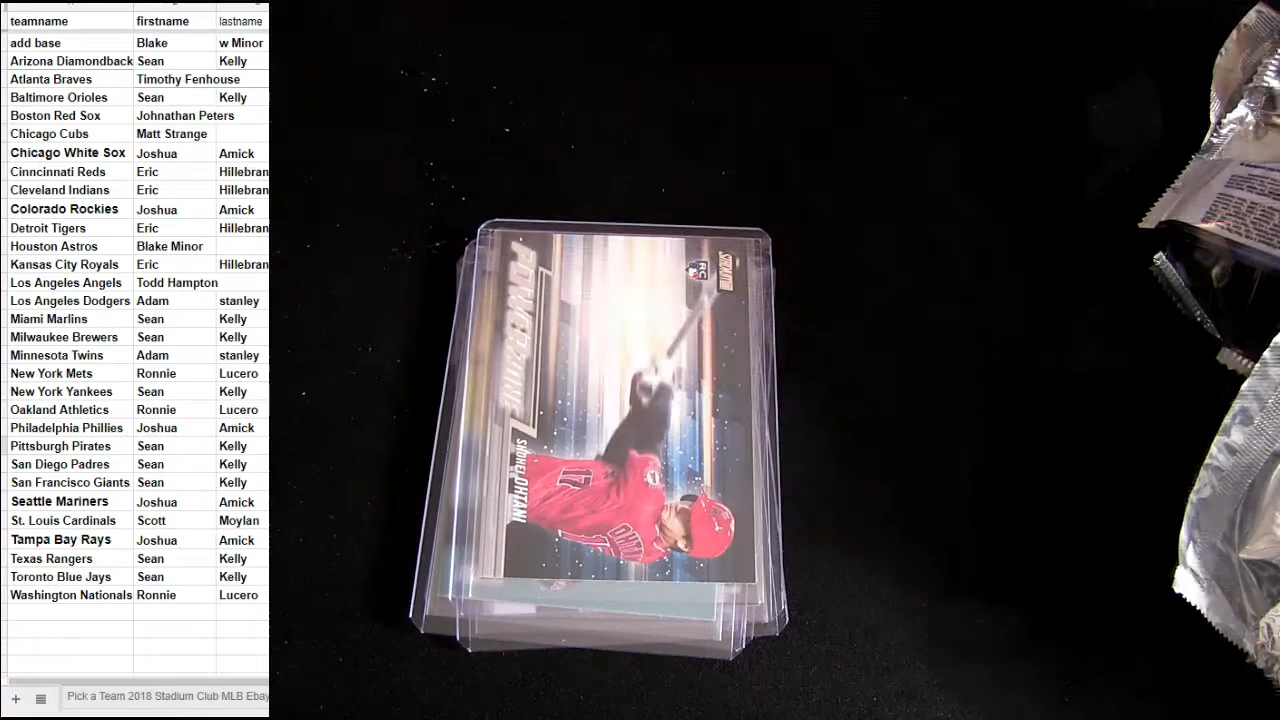 teamname firstname lastname
add base Blake w Minor
Arizona Diamondback Sean Kelly
Atlanta Braves Timothy Fenhouse
Baltimore Orioles Sean Kelly
Boston Red Sox Johnathan Peters
Chicago Cubs Matt Strange
Chicago White Sox Joshua Amick
Cinncinnati Reds Eric Hillebran
Cleveland Indians Eric Hillebran
Colorado Rockies Joshua Amick
Detroit Tigers Eric Hillebran
Houston Astros Blake Minor
Kansas City Royals Eric Hillebran
Los Angeles Angels Todd Hampton
Los Angeles Dodgers Adam stanley
Miami Marlins Sean Kelly
Milwaukee Brewers Sean Kelly
Minnesota Twins Adam stanley
New York Mets Ronnie Lucero
New York Yankees Sean Kelly
Oakland Athletics Ronnie Lucero
Philadelphia Phillies Joshua Amick
Pittsburgh Pirates Sean Kelly
San Diego Padres Sean Kelly
San Francisco Giants Sean Kelly
Seattle Mariners Joshua Amick
St. Louis Cardinals Scott Moylan
Tampa Bay Rays Joshua Amick
Texas Rangers Sean Kelly
Toronto Blue Jays Sean Kelly
Washington Nationals Ronnie Lucero
Pick a Team 2018 Stadium Club MLB Ebay
RC
SHOHEI OHTANI
17